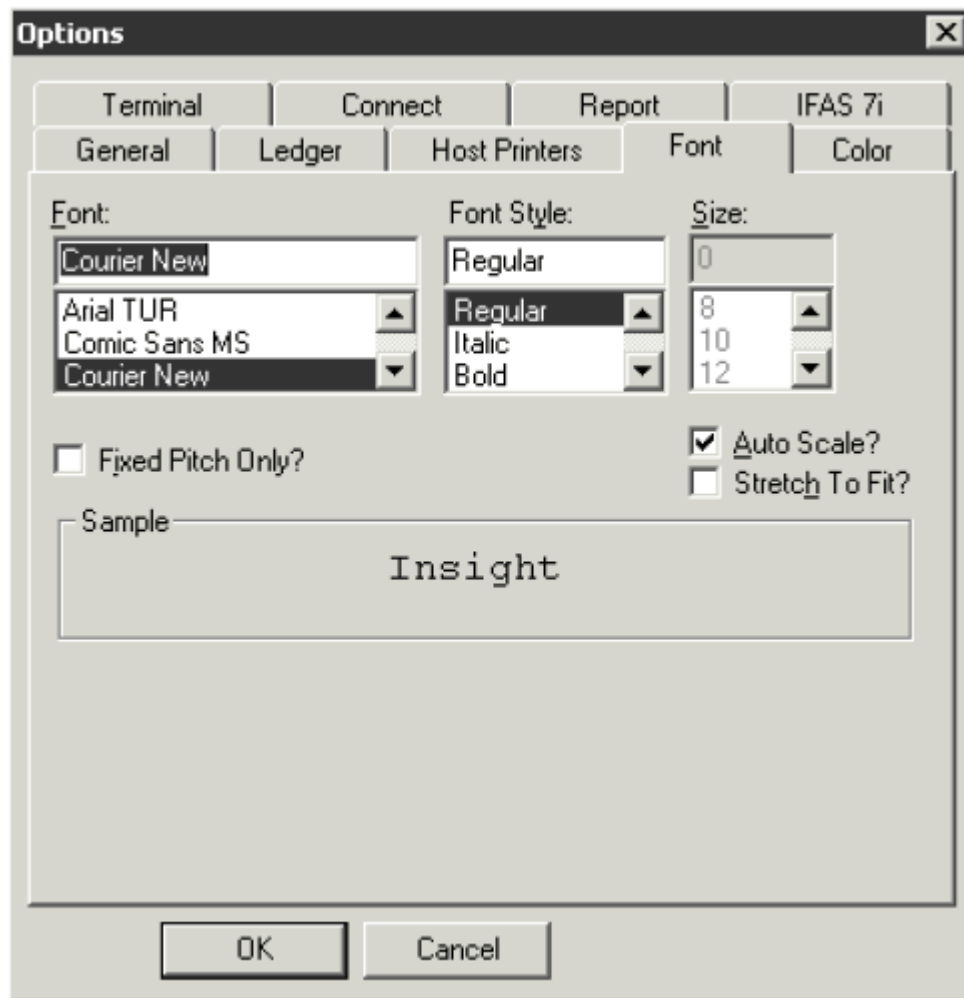 Options
Terminal Connect Report IFAS 7i
General Ledger Host Printers Font Color
Font: Font Style: Size:
Courier New Regular 0
Arial TUR Regular 8
Comic Sans MS Italic 10
Courier New Bold 12
Fixed Pitch Only? Auto Scale?
Stretch To Fit?
Sample
Insight
OK Cancel